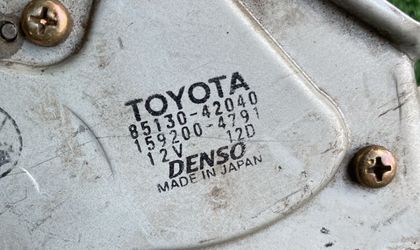 TOYOTA
85130-42040
159200-4791
12V 12D
DENSO
MADE IN JAPAN